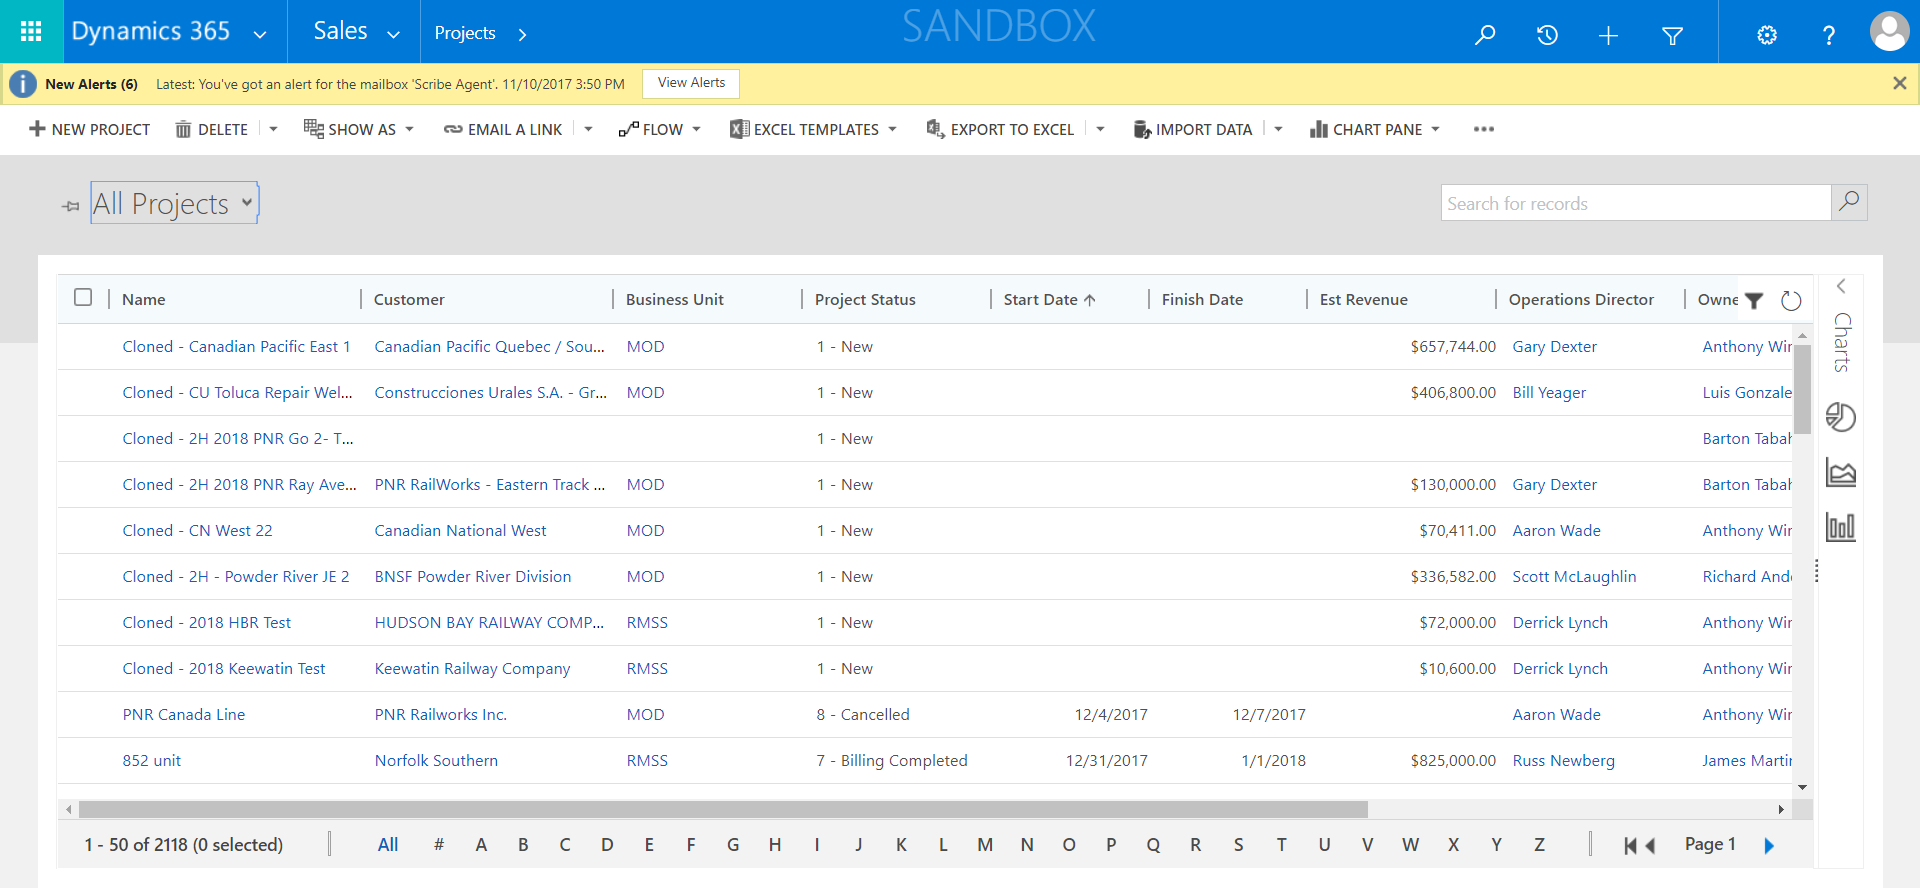 Dynamics 365 Sales Projects SANDBOX
New Alerts (6) Latest: You've got an alert for the mailbox 'Scribe Agent'. 11/10/2017 3:50 PM View Alerts
NEW PROJECT DELETE SHOW AS EMAIL A LINK FLOW EXCEL TEMPLATES EXPORT TO EXCEL IMPORT DATA CHART PANE
All Projects Search for records
Name Customer Business Unit Project Status Start Date Finish Date Est Revenue Operations Director Owne
Charts
Cloned - Canadian Pacific East 1 Canadian Pacific Quebec / Sou... MOD 1 - New $657,744.00 Gary Dexter Anthony Wir
Cloned - CU Toluca Repair Wel... Construcciones Urales S.A. - Gr... MOD 1 - New $406,800.00 Bill Yeager Luis Gonzale
Cloned - 2H 2018 PNR Go 2- T... 1 - New Barton Tabah
Cloned - 2H 2018 PNR Ray Ave... PNR RailWorks - Eastern Track ... MOD 1 - New $130,000.00 Gary Dexter Barton Tabah
Cloned - CN West 22 Canadian National West MOD 1 - New $70,411.00 Aaron Wade Anthony Wir
Cloned - 2H - Powder River JE 2 BNSF Powder River Division MOD 1 - New $336,582.00 Scott McLaughlin Richard Ande
Cloned - 2018 HBR Test HUDSON BAY RAILWAY COMP... RMSS 1 - New $72,000.00 Derrick Lynch Anthony Wir
Cloned - 2018 Keewatin Test Keewatin Railway Company RMSS 1 - New $10,600.00 Derrick Lynch Anthony Wir
PNR Canada Line PNR Railworks Inc. MOD 8 - Cancelled 12/4/2017 12/7/2017 Aaron Wade Anthony Wir
852 unit Norfolk Southern RMSS 7 - Billing Completed 12/31/2017 1/1/2018 $825,000.00 Russ Newberg James Martir
1 - 50 of 2118 (0 selected) All # A B C D E F G H I J K L M N O P Q R S T U V W X Y Z Page 1